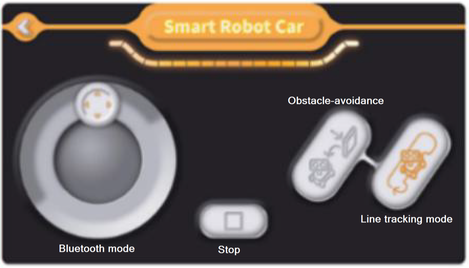 Smart Robot Car
Obstacle-avoidance
Line tracking mode
Bluetooth mode
Stop